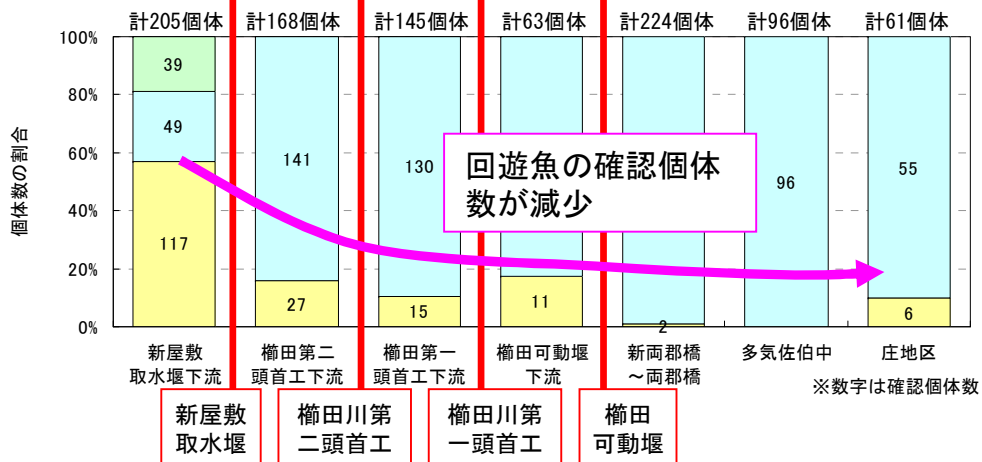 計205個体 計168個体 計145個体 計63個体 計224個体 計96個体 計61個体
個体数の割合
100%
80%
60%
40%
20%
0%
39
49
117
141
27
130
15
11
2
96
55
6
回遊魚の確認個体
数が減少
新屋敷
取水堰下流
櫛田第二
頭首工下流
櫛田第一
頭首工下流
櫛田可動堰
下流
新両郡橋
～両郡橋
多気佐伯中
庄地区
※数字は確認個体数
新屋敷
取水堰
櫛田川第
二頭首工
櫛田川第
一頭首工
櫛田
可動堰